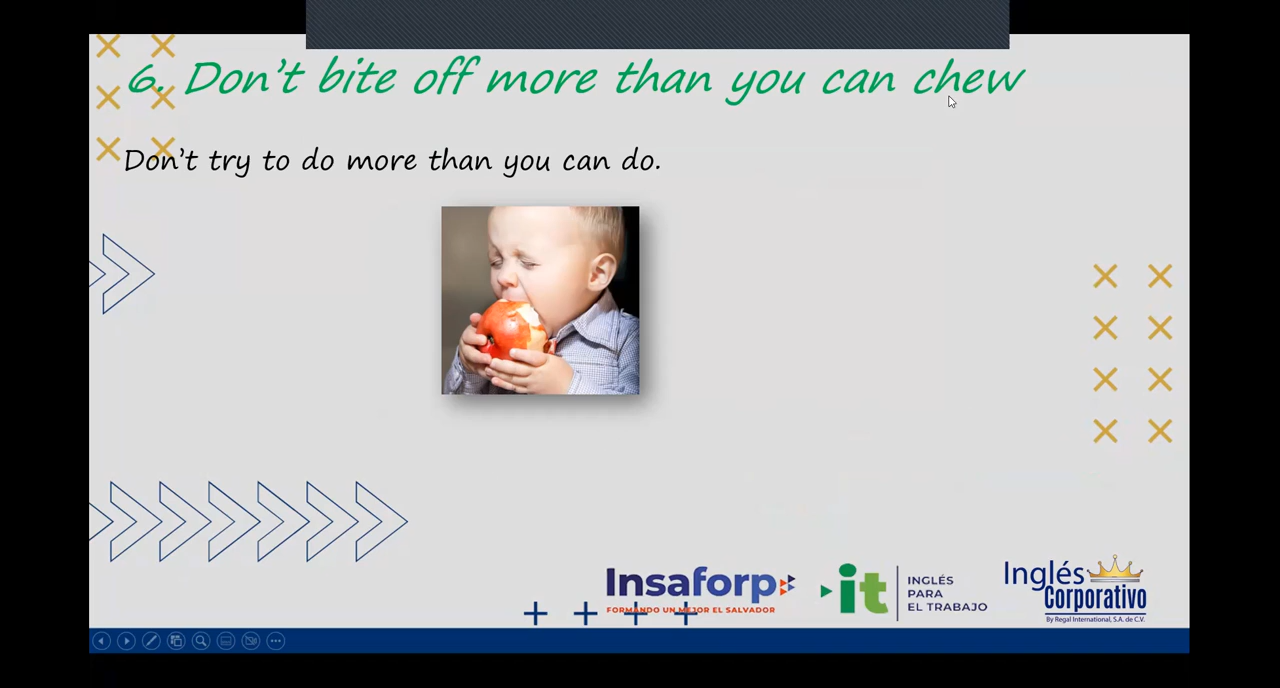 6. Don't bite off more than you can chew
Don't try to do more than you can do.
Insaforp
FORMANDO UN MEJOR EL SALVADOR
it
INGLÉS
PARA
EL TRABAJO
Inglés
Corporativo
By Regal International, S.A. de C.V.